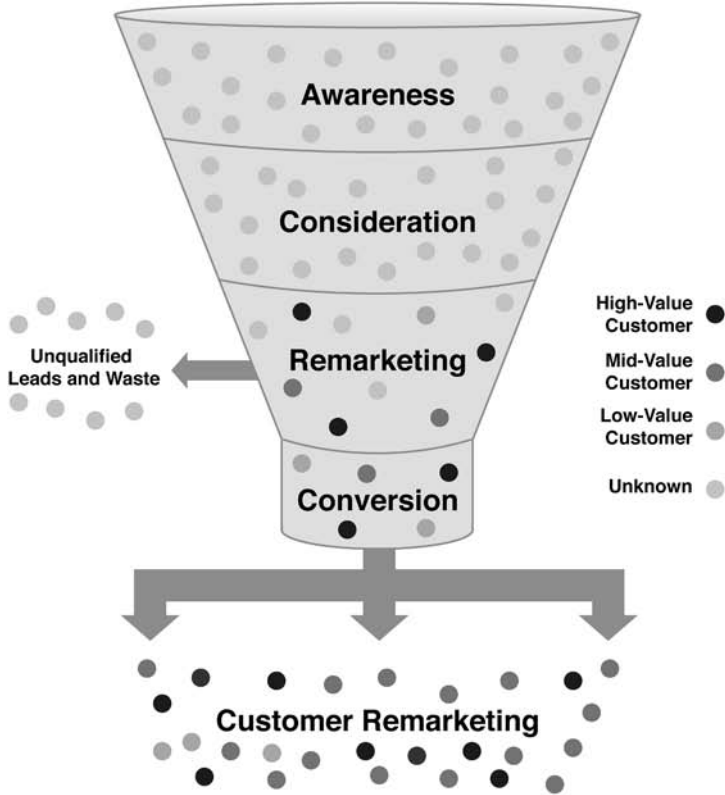 Awareness
Consideration
Remarketing
Unqualified
Leads and Waste
Conversion
High-Value
Customer
Mid-Value
Customer
Low-Value
Customer
Unknown
Customer Remarketing